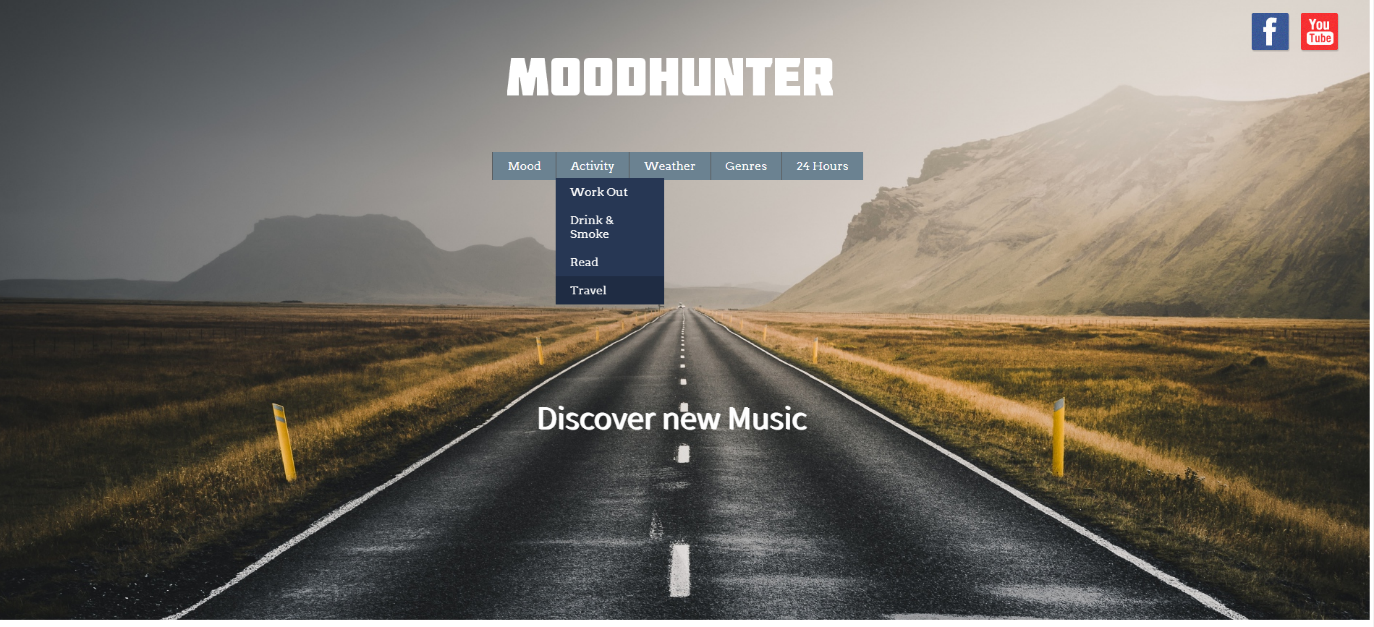 You
Tube
MOODHUNTER
Mood Activity Weather Genres 24 Hours
Work Out
Drink &
Smoke
Read
Travel
Discover new Music